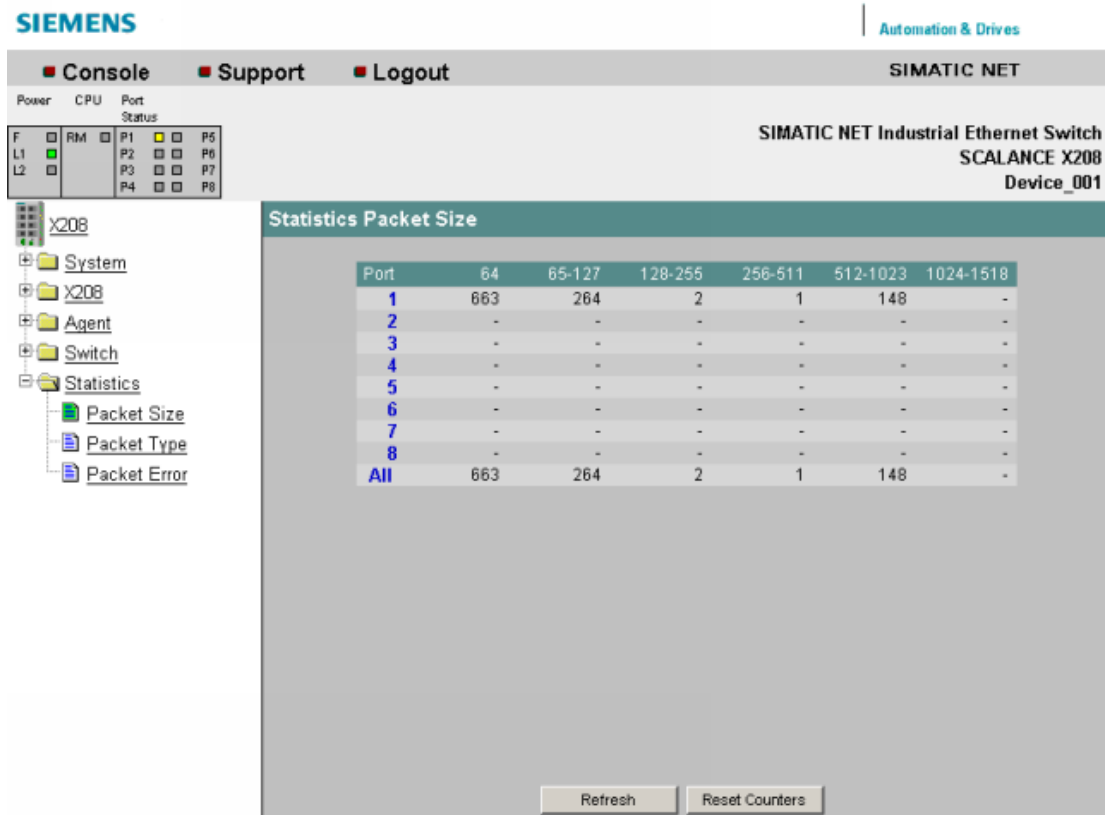 SIEMENS
Automation & Drives
Console Support Logout SIMATIC NET
Power CPU Port Status
F RM P1 P5
L1 P2 P6
L2 P3 P7
P4 P8
SIMATIC NET Industrial Ethernet Switch
SCALANCE X208
Device_001
X208
System
X208
Agent
Switch
Statistics
Packet Size
Packet Type
Packet Error
Statistics Packet Size
Port 64 65-127 128-255 256-511 512-1023 1024-1518
1 663 264 2 1 148 -
2 - - - - - -
3 - - - - - -
4 - - - - - -
5 - - - - - -
6 - - - - - -
7 - - - - - -
8 - - - - - -
All 663 264 2 1 148 -
Refresh Reset Counters